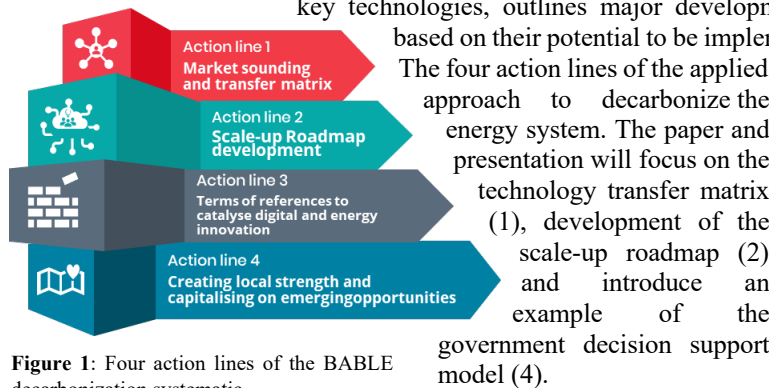 key technologies, outlines major developm
based on their potential to be impler
The four action lines of the applied
approach to decarbonize the
energy system. The paper and
presentation will focus on the
technology transfer matrix
(1), development of the
scale-up roadmap (2)
and introduce an
example of the
government decision support
model (4).
Action line 1
Market sounding
and transfer matrix
Action line 2
Scale-up Roadmap
development
Action line 3
Terms of references to
catalyse digital and energy
innovation
Action line 4
Creating local strength and
capitalising on emergingopportunities
Figure 1: Four action lines of the BABLE
decarbonization systematic